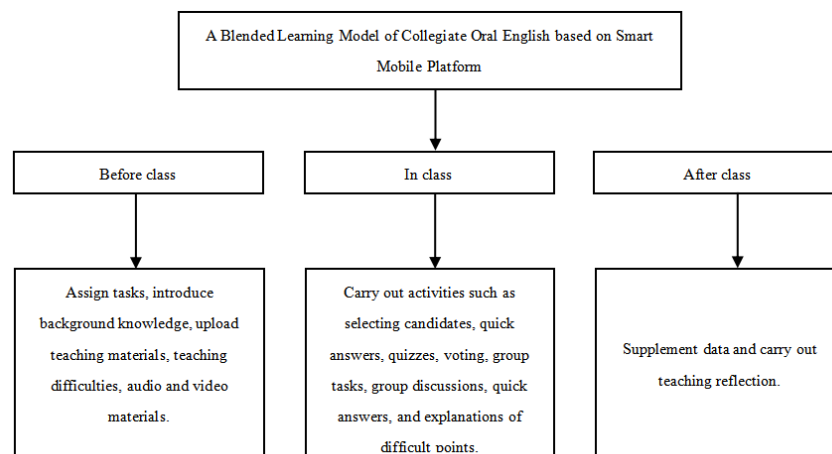 A Blended Learning Model of Collegiate Oral English based on Smart
Mobile Platform
Before class
In class
After class
Assign tasks, introduce
background knowledge, upload
teaching materials, teaching
difficulties, audio and video
materials.
Carry out activities such as
selecting candidates, quick
answers, quizzes, voting, group
tasks, group discussions, quick
answers, and explanations of
difficult points.
Supplement data and carry out
teaching reflection.